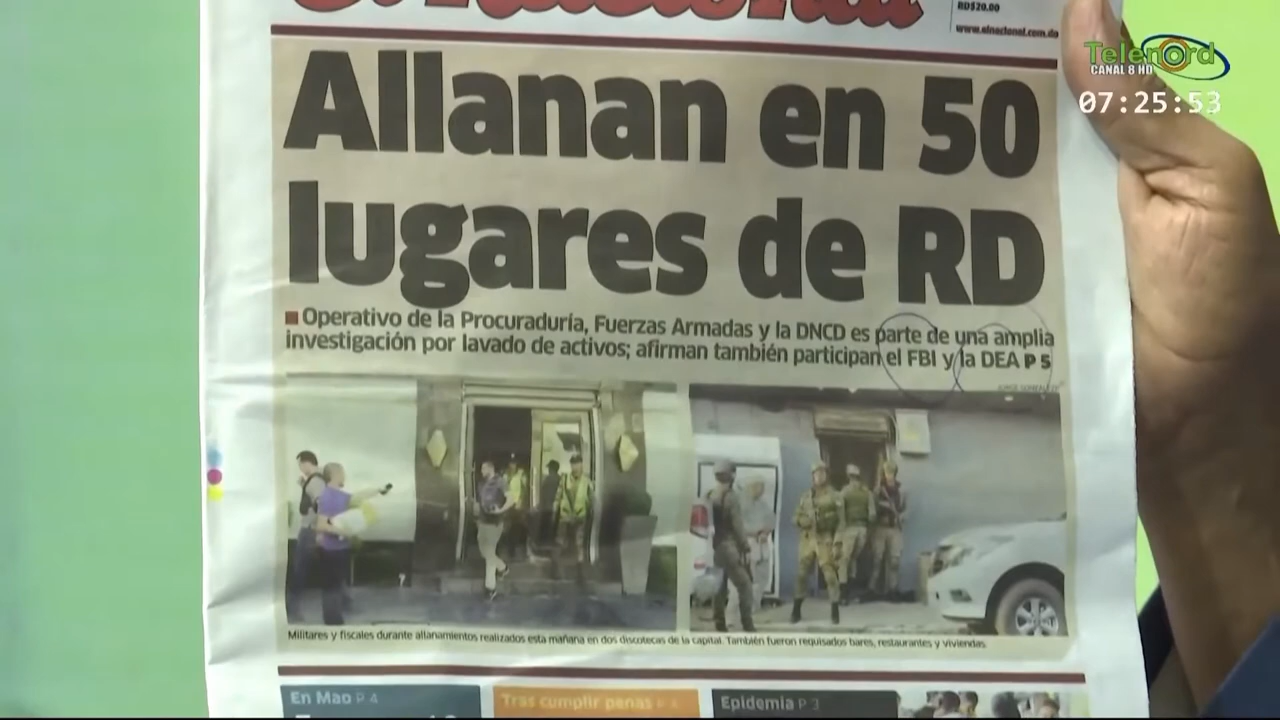 El Nacional
RD$20.00
www.elnacional.com.do
Telenord
CANAL 8 HD
07:25:53
Allanan en 50
lugares de RD
Operativo de la Procuraduría, Fuerzas Armadas y la DNCD es parte de una amplia
investigación por lavado de activos; afirman también participan el FBI y la DEA P 5
Militares y fiscales durante allanamientos realizados esta mañana en dos discotecas de la capital. También fueron requisados bares, restaurantes y viviendas.
En Mao P 4
Tras cumplir penas P 4
Epidemia P 3